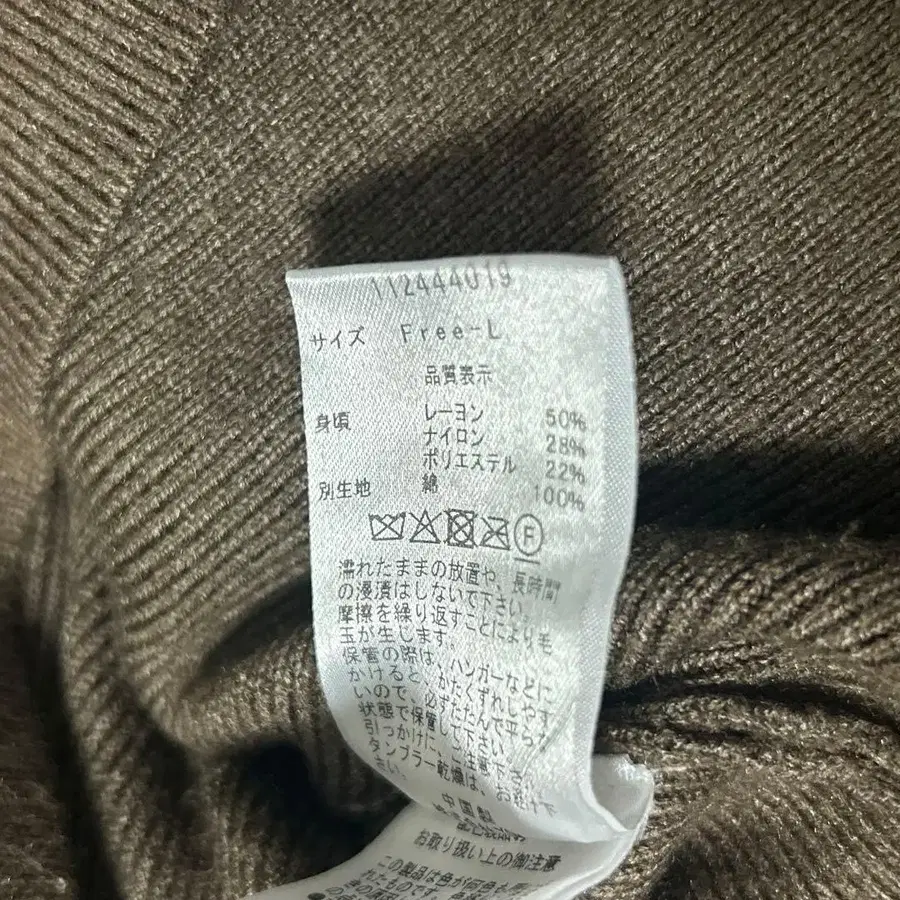 112444019
サイズ Free-L
品質表示
身頃 レーヨン 50%
ナイロン 28%
ポリエステル 22%
別生地 綿 100%
F
濡れたままの放置や、長時間
の浸漬はしないで下さい。
摩擦を繰り返すことにより毛
玉が生じます。
保管の際は、ハンガーなどに
かけると、かたくずれしやす
いので、必ずたたんで平らな
状態で保管して下さい
引っかけに、ご注意下さ
タンブラー乾燥は、お避け下
さい。
中国製
お取り扱い上の御注意
この製品は色が同色も
たものです。